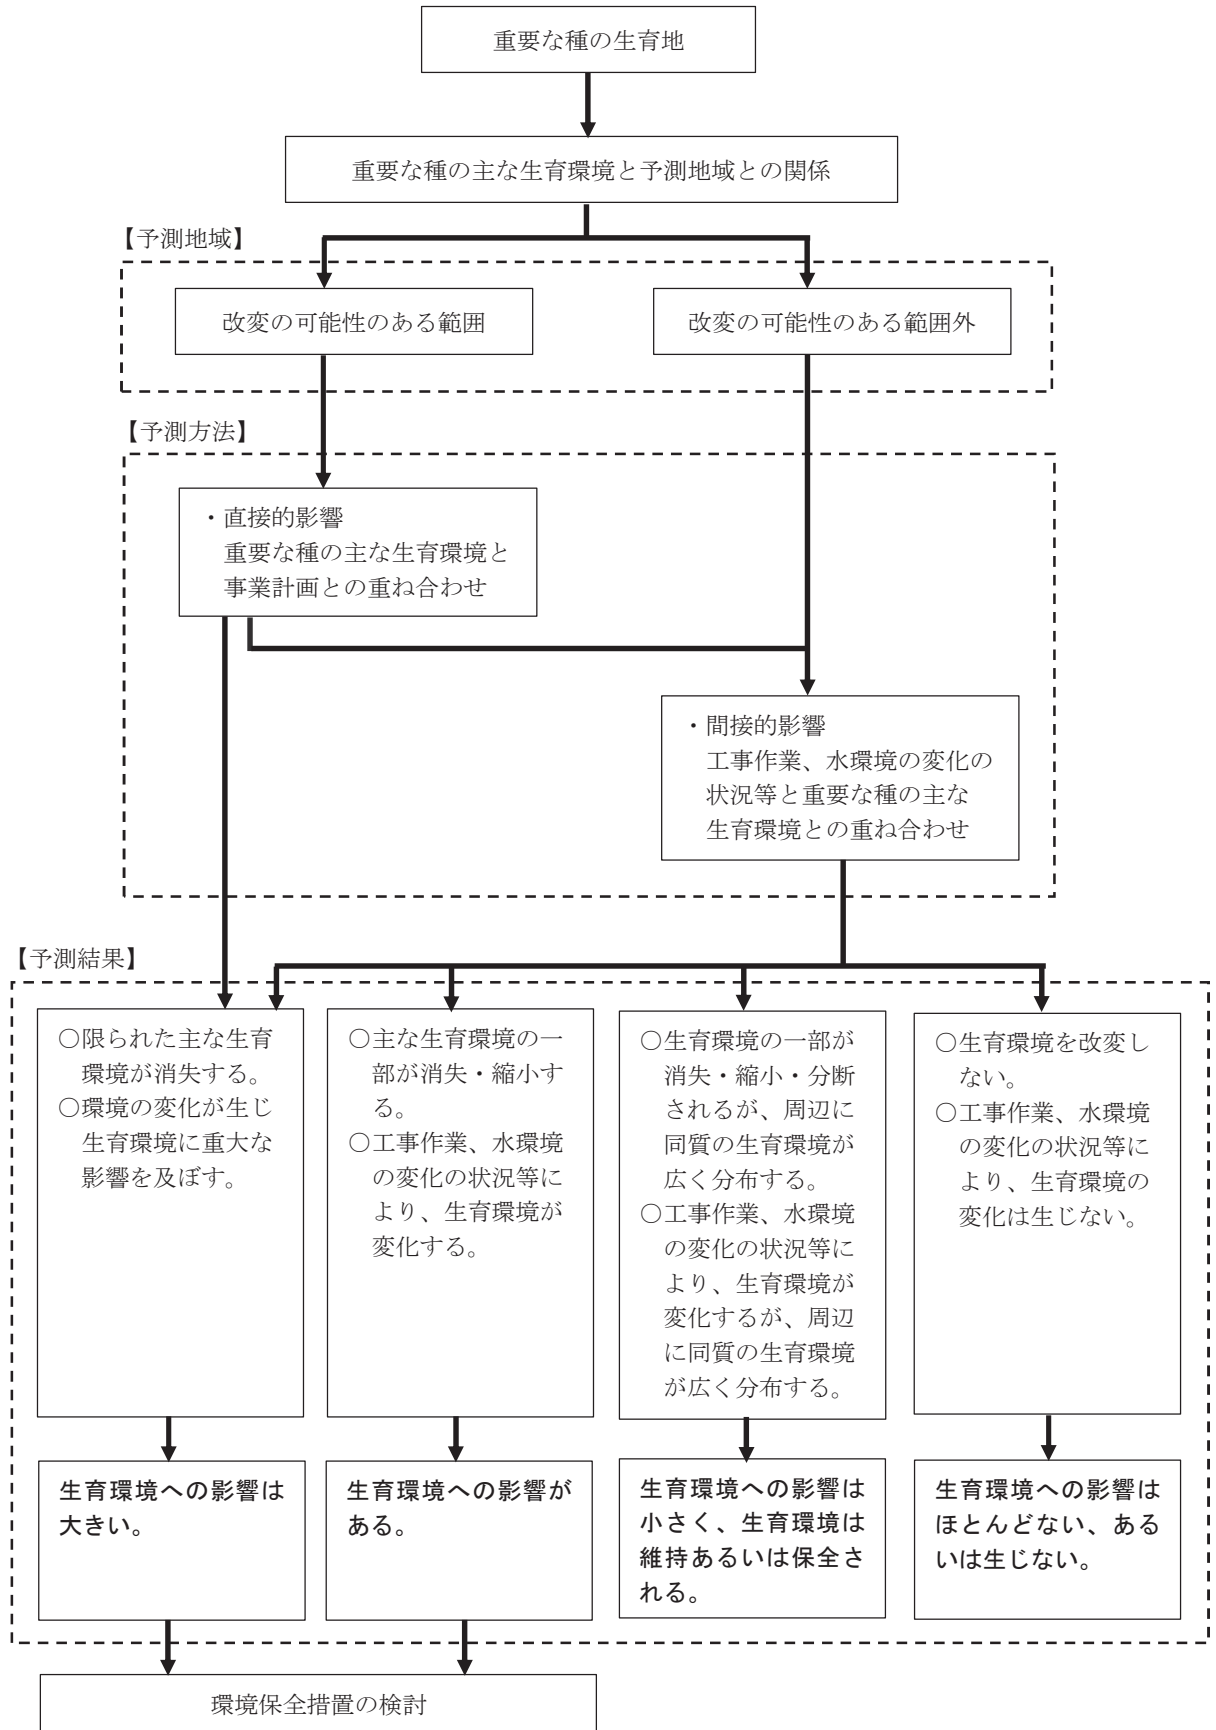 重要な種の生育地
重要な種の主な生育環境と予測地域との関係
【予測地域】
改変の可能性のある範囲
改変の可能性のある範囲外
【予測方法】
・直接的影響
重要な種の主な生育環境と
事業計画との重ね合わせ
・間接的影響
工事作業、水環境の変化の
状況等と重要な種の主な
生育環境との重ね合わせ
【予測結果】
○限られた主な生育
環境が消失する。
○環境の変化が生じ
生育環境に重大な
影響を及ぼす。
○主な生育環境の一
部が消失・縮小す
る。
○工事作業、水環境
の変化の状況等に
より、生育環境が
変化する。
○生育環境の一部が
消失・縮小・分断
されるが、周辺に
同質の生育環境が
広く分布する。
○工事作業、水環境
の変化の状況等に
より、生育環境が
変化するが、周辺
に同質の生育環境
が広く分布する。
○生育環境を改変し
ない。
○工事作業、水環境
の変化の状況等に
より、生育環境の
変化は生じない。
生育環境への影響は
大きい。
生育環境への影響が
ある。
生育環境への影響は
小さく、生育環境は
維持あるいは保全さ
れる。
生育環境への影響は
ほとんどない、ある
いは生じない。
環境保全措置の検討